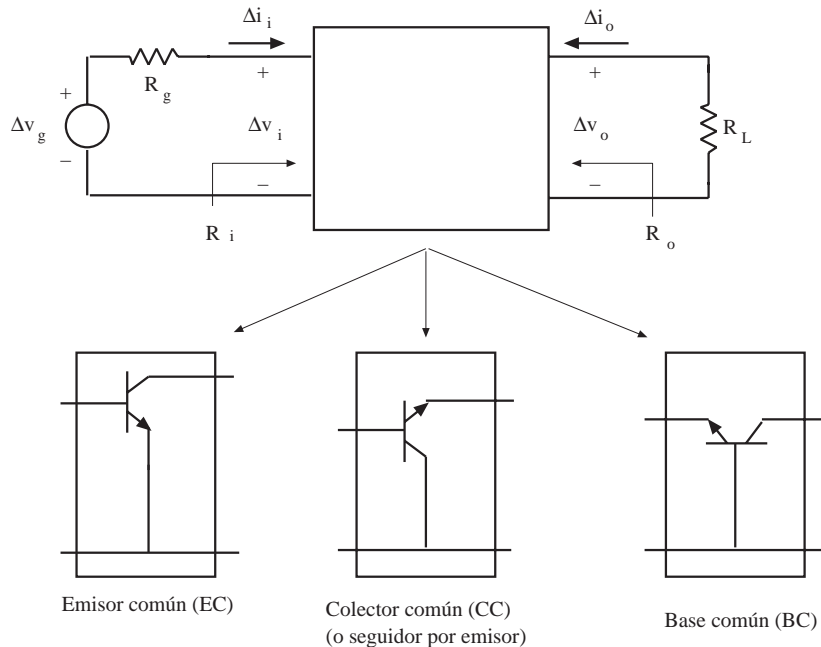 Δi i
Δi o
+
R g
+
+
Δv g
Δv i
Δv o
R L
−
−
−
R i
R o
Emisor común (EC)
Colector común (CC)
(o seguidor por emisor)
Base común (BC)